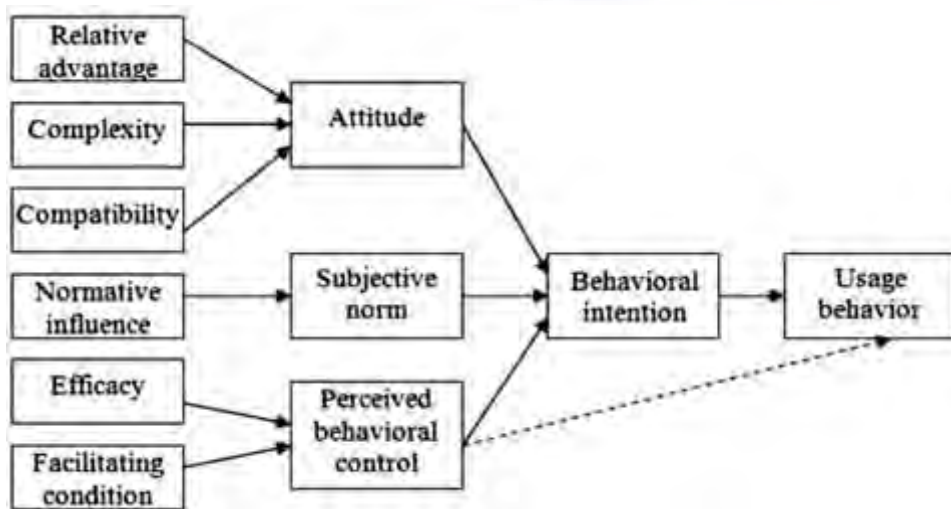 Relative
advantage
Complexity
Compatibility
Normative
influence
Efficacy
Facilitating
condition
Attitude
Subjective
norm
Perceived
behavioral
control
Behavioral
intention
Usage
behavior